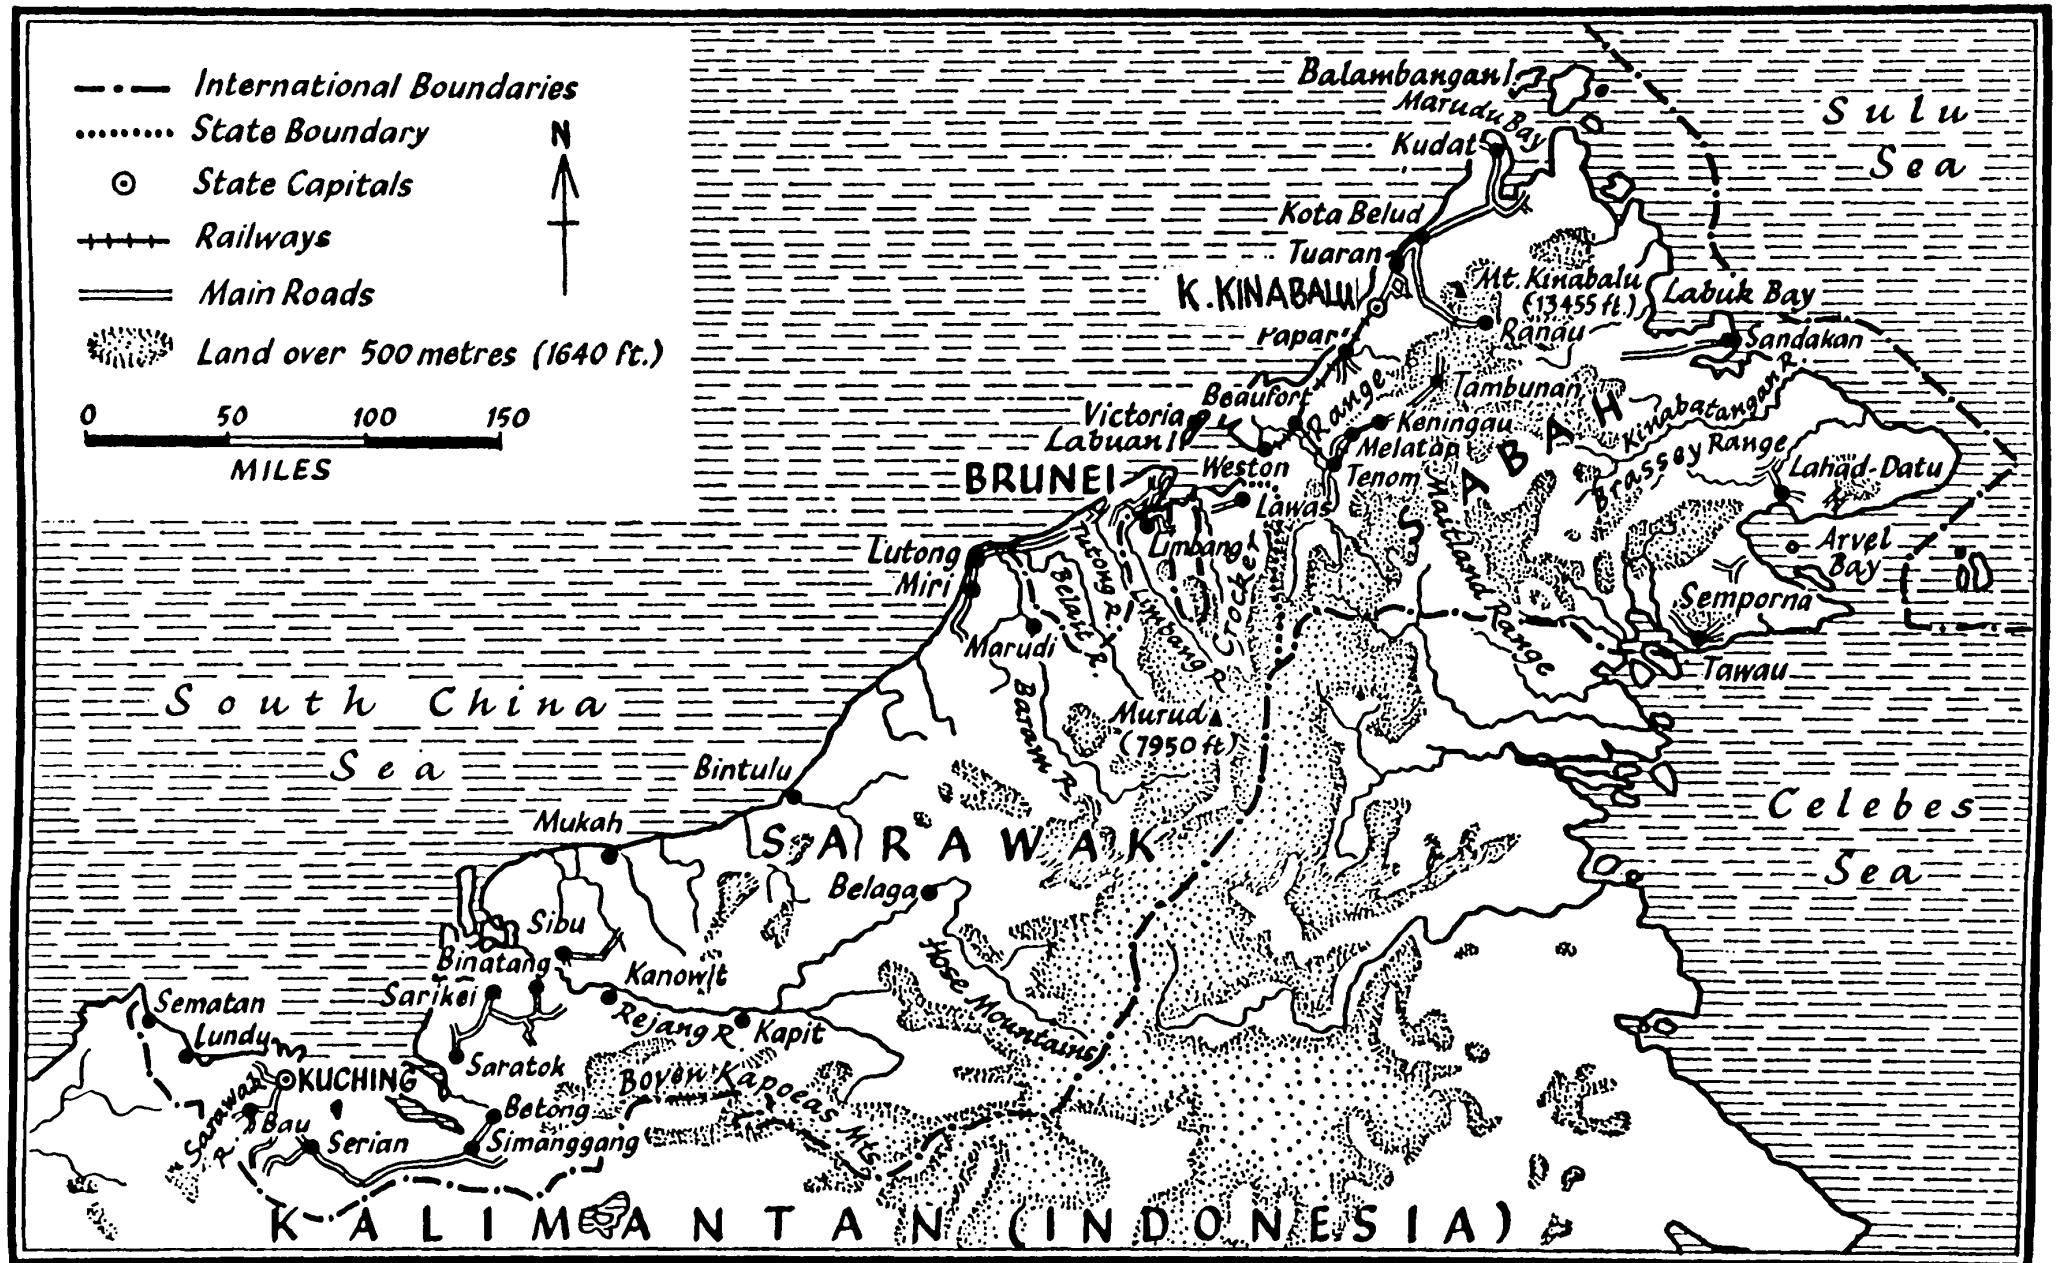 International Boundaries
State Boundary
N
State Capitals
Railways
Main Roads
Land over 500 metres (1640 ft.)
0 50 100 150
MILES
Balambangan I.
Marudu Bay
Sulu
Sea
Kudat
Kota Belud
Tuaran
K. KINABALU
Mt. Kinabalu
(13455 ft.)
Labuk Bay
Papar
Ranau
Sandakan
Beaufort
Range
Tambunan
Kinabatangan R.
Victoria
Labuan I
Keningau
Melatap
SABAH
Brassey Range
Lahad-Datu
BRUNEI
Weston
Tenom
Lawas
Maitland Range
Lutong
Miri
Tutong R.
Belait R.
Limbang
Limbang R
Crocker
Arvel
Bay
Semporna
Marudi
Tawau
South China
Sea
Baram R
Murud
(7950 ft)
Bintulu
Celebes
Sea
Mukah
SARAWAK
Belaga
Sibu
Binatang
Kanowit
Hose Mountains
Sarikei
Sematan
Lundu
Rejang R
Kapit
Saratok
KUCHING
Boven Kapoeas Mts
Sarawak R.
Betong
Bau
Serian
Simanggang
KALIMANTAN (INDONESIA)